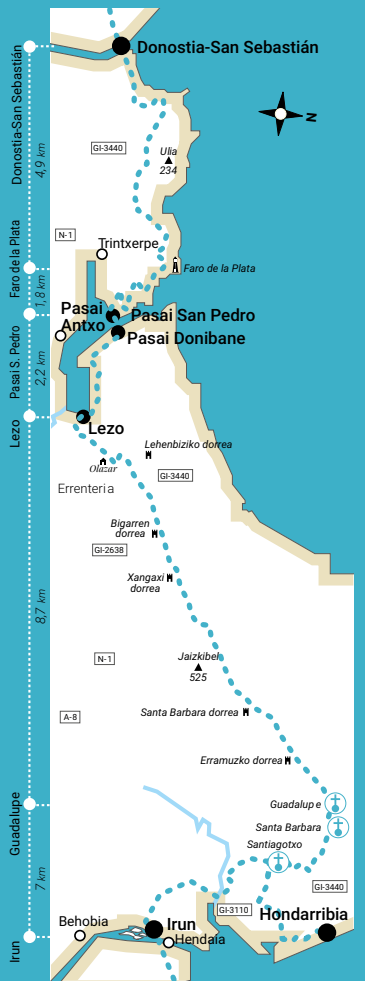 Donostia-San Sebastián
4,9 km
Faro de la Plata
1,8 km
Pasai S. Pedro
2,2 km
Lezo
8,7 km
Guadalupe
7 km
Irun
Donostia-San Sebastián
N
GI-3440
Ulia
234
N-1
Trintxerpe
Faro de la Plata
Pasai
Antxo
Pasai San Pedro
Pasai Donibane
Lezo
Lehenbiziko dorrea
Olazar
GI-3440
Errenteria
Bigarren
dorrea
GI-2638
Xangaxi
dorrea
N-1
Jaizkibel
525
A-8
Santa Barbara dorrea
Erramuzko dorrea
Guadalupe
Santa Barbara
Santiagotxo
GI-3440
GI-3110
Hondarribia
Behobia
Irun
Hendaia